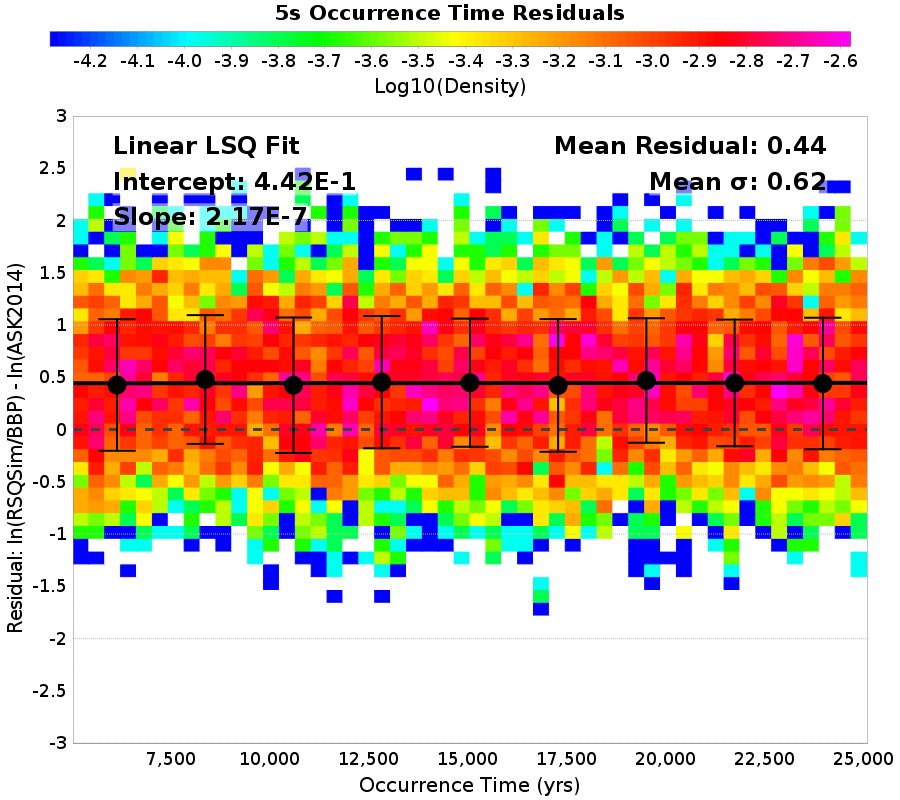 5s Occurrence Time Residuals
-4.2 -4.1 -4.0 -3.9 -3.8 -3.7 -3.6 -3.5 -3.4 -3.3 -3.2 -3.1 -3.0 -2.9 -2.8 -2.7 -2.6
Log10(Density)
Linear LSQ Fit
Intercept: 4.42E-1
Slope: 2.17E-7
Mean Residual: 0.44
Mean σ: 0.62
Residual: ln(RSQSim/BBP) - ln(ASK2014)
3
2.5
2
1.5
1
0.5
0
-0.5
-1
-1.5
-2
-2.5
-3
7,500 10,000 12,500 15,000 17,500 20,000 22,500 25,000
Occurrence Time (yrs)